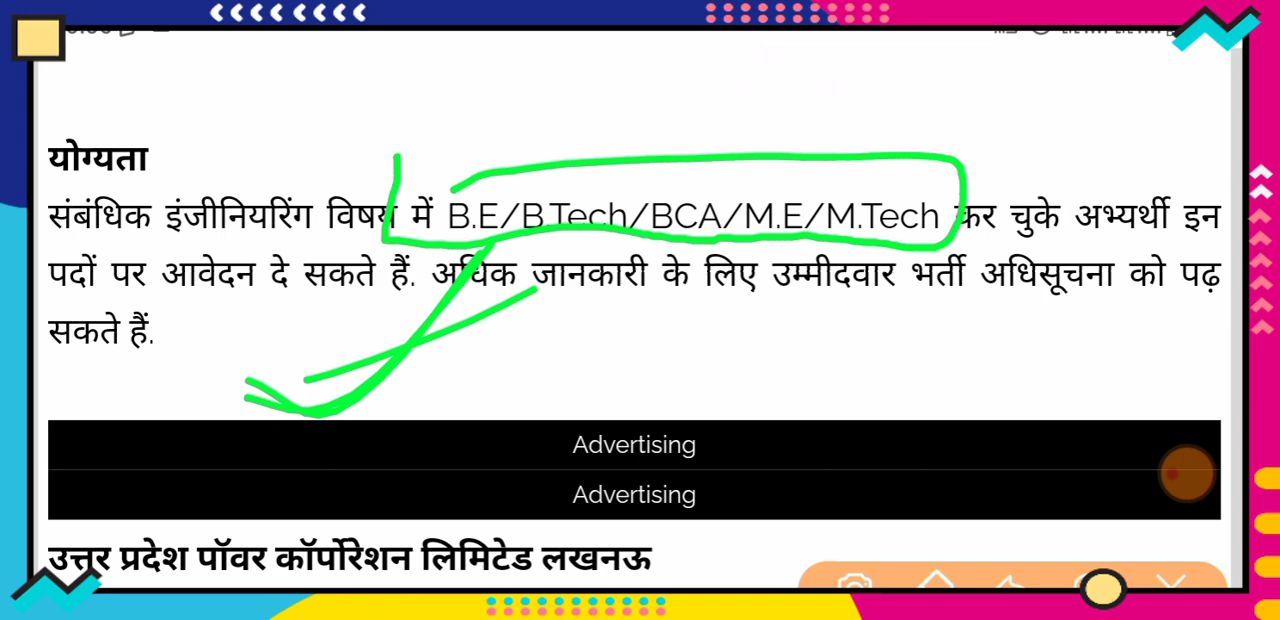 योग्यता
संबंधिक इंजीनियरिंग विषय में B.E/B.Tech/BCA/M.E/M.Tech कर चुके अभ्यर्थी इन
पदों पर आवेदन दे सकते हैं. अधिक जानकारी के लिए उम्मीदवार भर्ती अधिसूचना को पढ़
सकते हैं.
Advertising
Advertising
उत्तर प्रदेश पॉवर कॉर्पोरेशन लिमिटेड लखनऊ